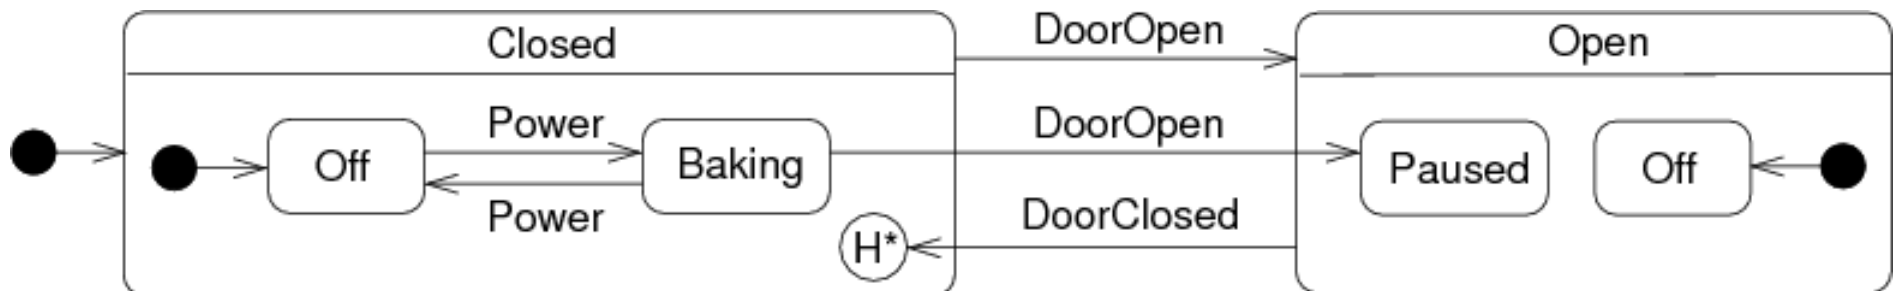 Closed
DoorOpen
Open
Power
DoorOpen
Off
Baking
Paused
Off
Power
DoorClosed
H*